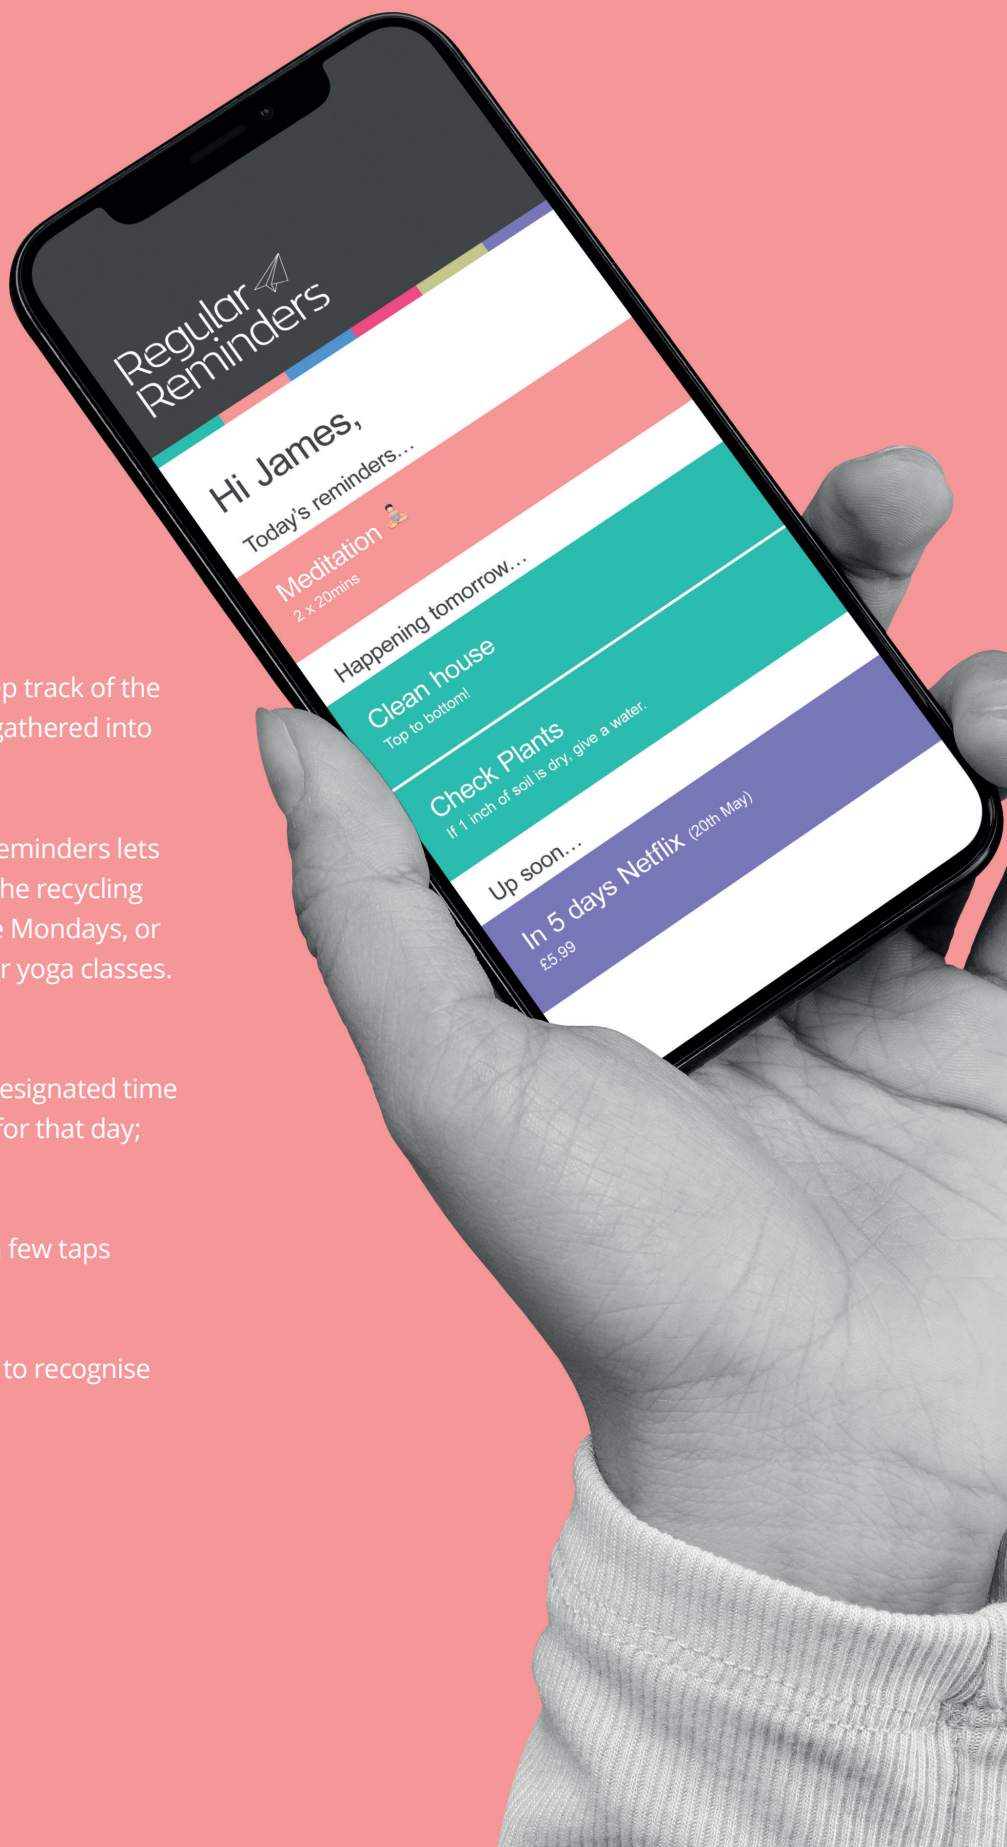 Regular
Reminders
Hi James,
Today's reminders...
Meditation
2 x 20mins
Happening tomorrow...
Clean house
Top to bottom!
Check Plants
If 1 inch of soil is dry, give a water.
Up soon...
In 5 days Netflix (20th May)
£5.99
p track of the
gathered into
eminders lets
he recycling
e Mondays, or
r yoga classes.
esignated time
for that day;
few taps
to recognise